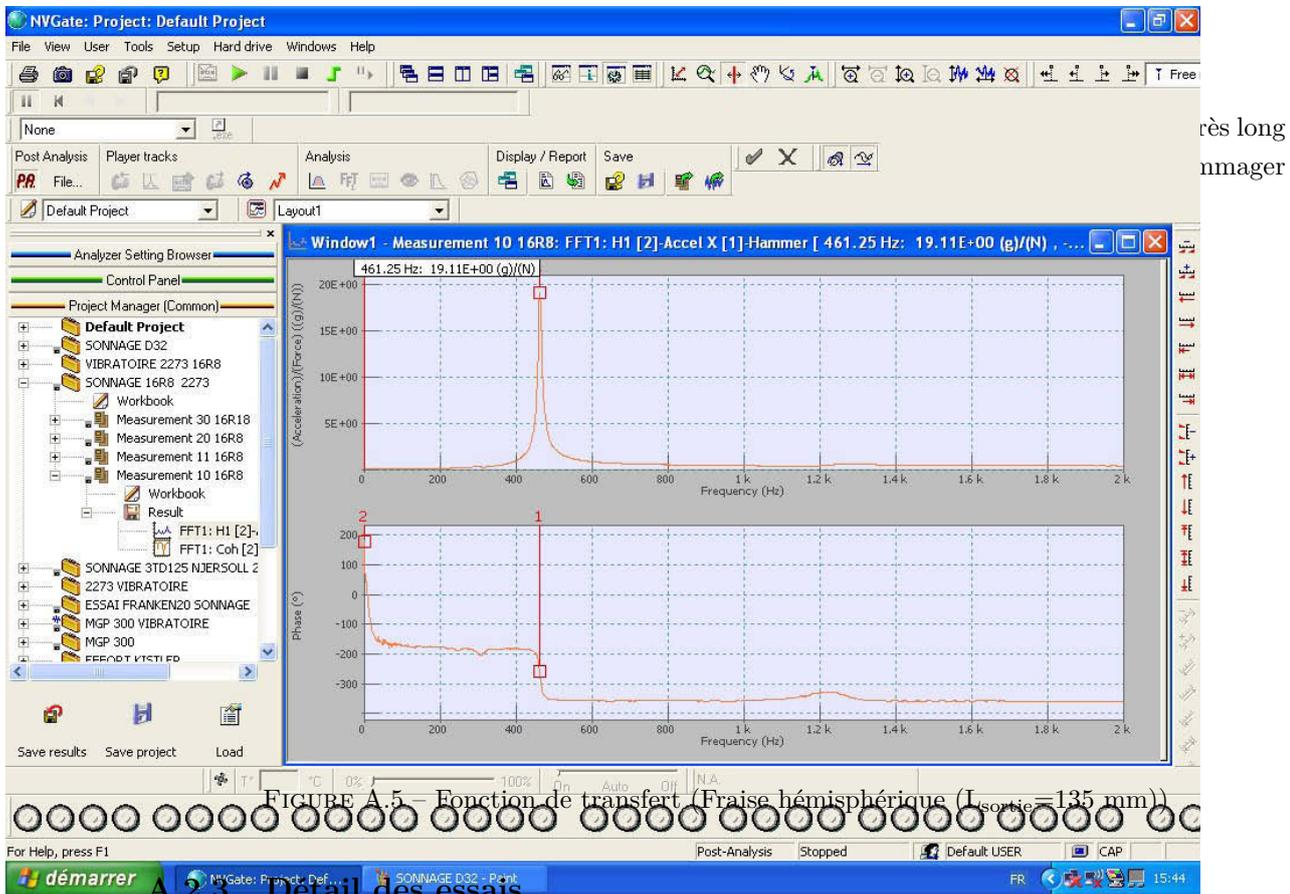 NVGate: Project: Default Project
File View User Tools Setup Hard drive Windows Help
Free
None
.exe
rès long
Post Analysis Player tracks Analysis Display / Report Save
P.R. File... FFT
mmager
Default Project Layout1
Analyzer Setting Browser
Control Panel
Project Manager (Common)
Default Project
SONNAGE D32
VIBRATOIRE 2273 16R8
SONNAGE 16R8 2273
Workbook
Measurement 30 16R18
Measurement 20 16R8
Measurement 11 16R8
Measurement 10 16R8
Workbook
Result
FFT1: H1 [2]-
FFT1: Coh [2]
SONNAGE 3TD125 NJERSOLL 2
2273 VIBRATOIRE
ESSAI FRANKEN20 SONNAGE
MGP 300 VIBRATOIRE
MGP 300
EFFORT KISTLER
Save results Save project Load
Window1 - Measurement 10 16R8: FFT1: H1 [2]-Accel X [1]-Hammer [ 461.25 Hz: 19.11E+00 (g)/(N) , -...
461.25 Hz: 19.11E+00 (g)/(N)
(Acceleration)/(Force) ((g)/(N))
20E+00
15E+00
10E+00
5E+00
0 200 400 600 800 1 k 1.2 k 1.4 k 1.6 k 1.8 k 2 k
Frequency (Hz)
2 1
Phase (°)
200
100
0
-100
-200
-300
0 200 400 600 800 1 k 1.2 k 1.4 k 1.6 k 1.8 k 2 k
Frequency (Hz)
T° °C 0% 100% On Auto Off N.A.
FIGURE A.5 – Fonction de transfert (Fraise hémisphérique (Lsortie=135 mm))
For Help, press F1 Post-Analysis Stopped Default USER CAP
démarrer NVGate: Project: Def... SONNAGE D32 - Paint FR 15:44
A.2.3 Détail des essais